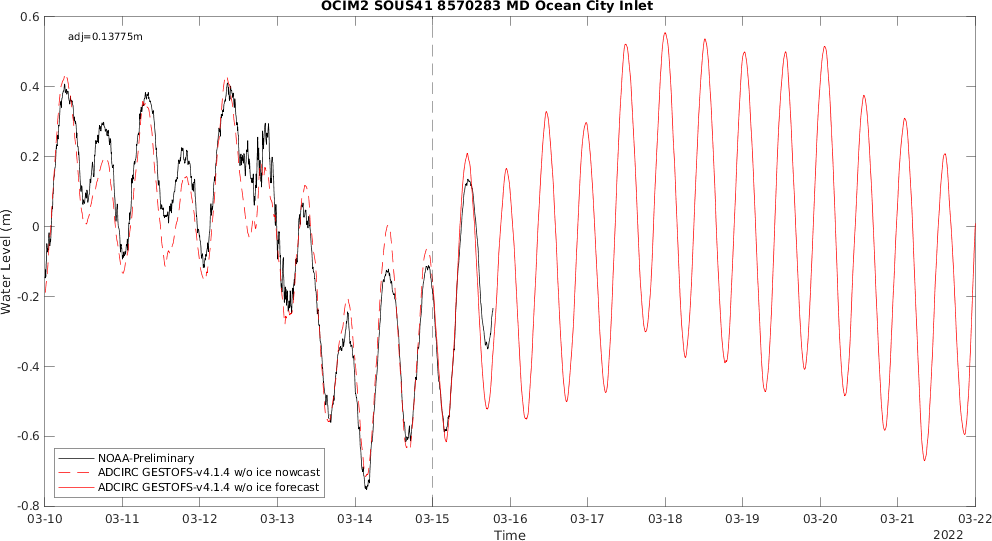 OCIM2 SOUS41 8570283 MD Ocean City Inlet
adj=0.13775m
0.6
0.4
0.2
0
-0.2
-0.4
-0.6
-0.8
Water Level (m)
NOAA-Preliminary
ADCIRC GESTOFS-v4.1.4 w/o ice nowcast
ADCIRC GESTOFS-v4.1.4 w/o ice forecast
03-10 03-11 03-12 03-13 03-14 03-15 03-16 03-17 03-18 03-19 03-20 03-21 03-22
Time
2022